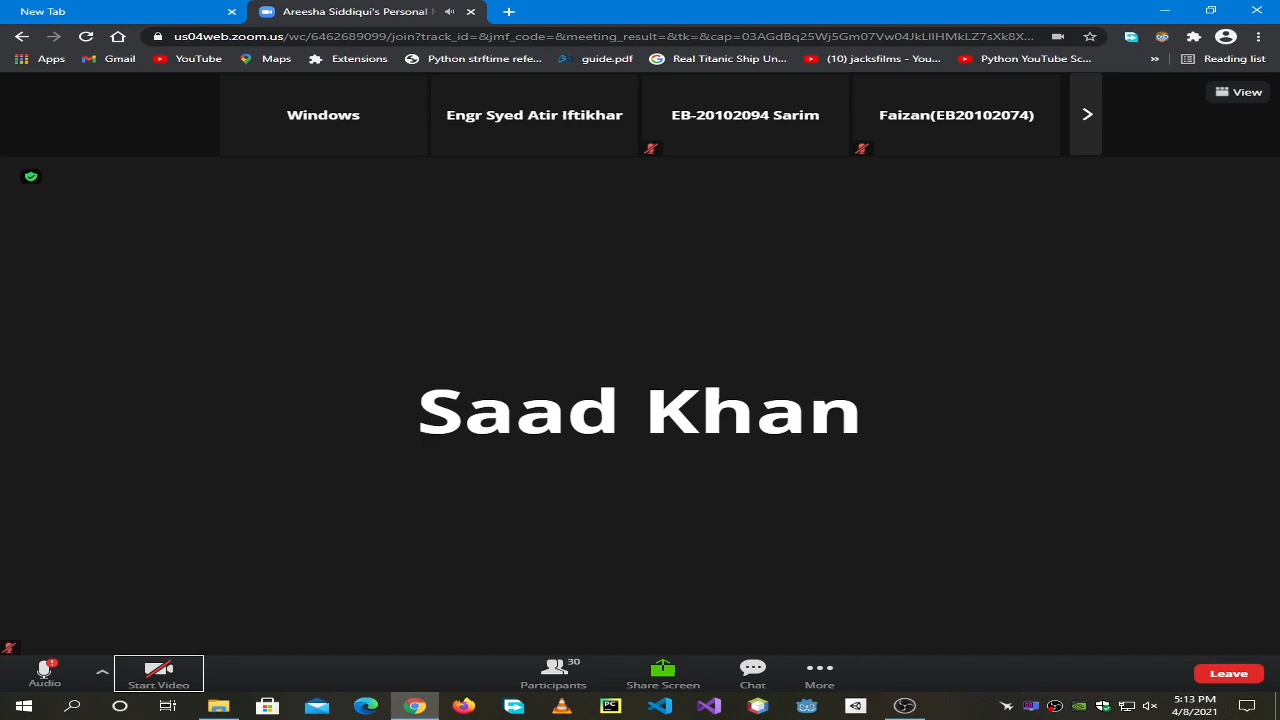 New Tab
Areesha Siddiqui's Personal
us04web.zoom.us/wc/6462689099/join?track_id=&jmf_code=&meeting_result=&tk=&cap=03AGdBq25Wj5Gm07Vw04JkLIlHMkLZ7sXk8X...
Apps Gmail YouTube Maps Extensions Python strftime refe... guide.pdf Real Titanic Ship Un... (10) jacksfilms - You... Python YouTube Sc... » Reading list
Windows
Engr Syed Atir Iftikhar
EB-20102094 Sarim
Faizan(EB20102074)
View
Saad Khan
Audio
Start Video
Participants 30
Share Screen
Chat
More
Leave
PC
5:13 PM
4/8/2021